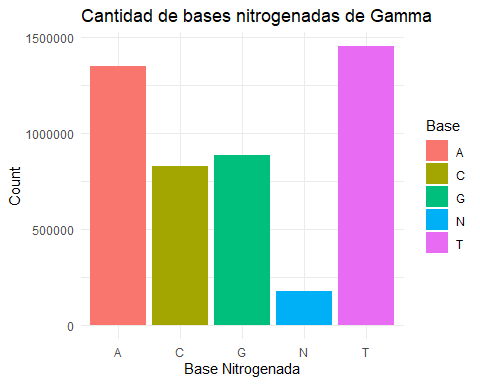 Cantidad de bases nitrogenadas de Gamma
1500000
1000000
500000
0
Count
A C G N T
Base Nitrogenada
Base
A
C
G
N
T